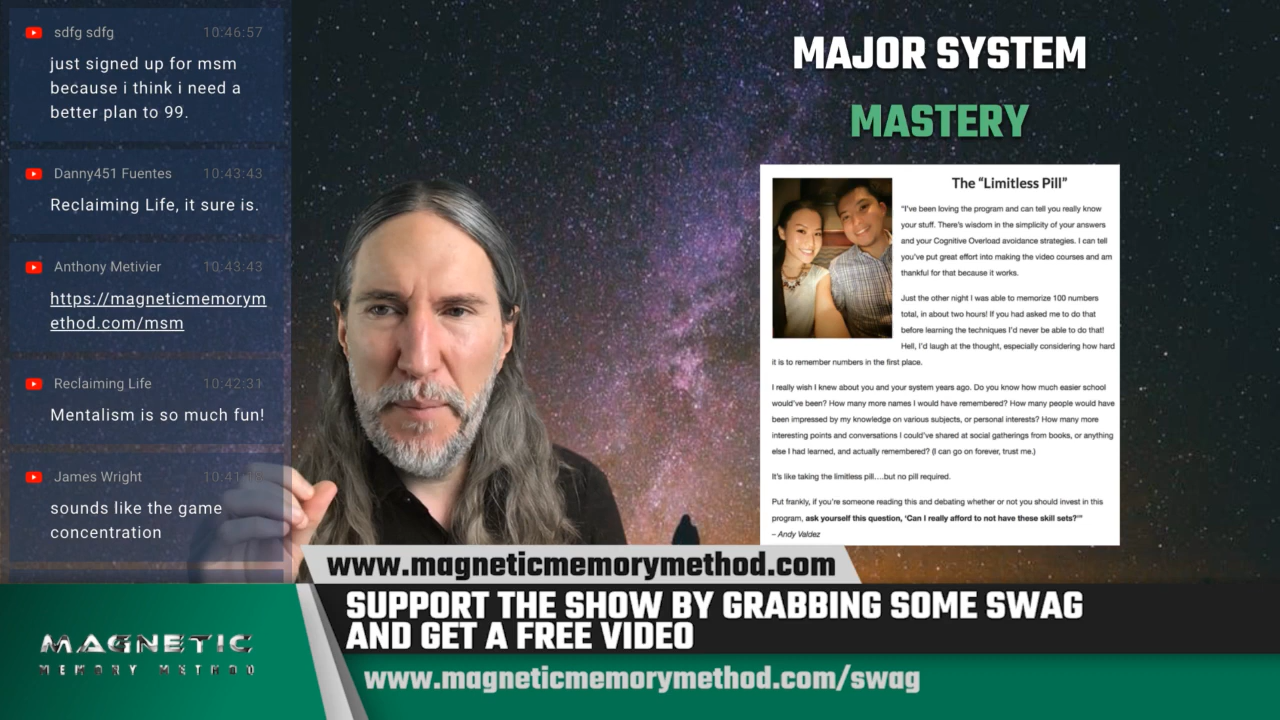 sdfg sdfg 10:46:57
just signed up for msm
because i think i need a
better plan to 99.
Danny451 Fuentes 10:43:43
Reclaiming Life, it sure is.
Anthony Metivier 10:43:43
https://magneticmemorym
ethod.com/msm
Reclaiming Life 10:42:31
Mentalism is so much fun!
James Wright
sounds like the game
concentration
MAJOR SYSTEM
MASTERY
The “Limitless Pill”
“I’ve been loving the program and can tell you really know
your stuff. There’s wisdom in the simplicity of your answers
and your Cognitive Overload avoidance strategies. I can tell
you’ve put great effort into making the video courses and am
thankful for that because it works.
Just the other night I was able to memorize 100 numbers
total, in about two hours! If you had asked me to do that
before learning the techniques I’d never be able to do that!
Hell, I’d laugh at the thought, especially considering how hard
it is to remember numbers in the first place.
I really wish I knew about you and your system years ago. Do you know how much easier school
would’ve been? How many more names I would have remembered? How many people would have
been impressed by my knowledge on various subjects, or personal interests? How many more
interesting points and conversations I could’ve shared at social gatherings from books, or anything
else I had learned, and actually remembered? (I can go on forever, trust me.)
It’s like taking the limitless pill….but no pill required.
Put frankly, if you’re someone reading this and debating whether or not you should invest in this
program, ask yourself this question, ‘Can I really afford to not have these skill sets?’”
– Andy Valdez
www.magneticmemorymethod.com
SUPPORT THE SHOW BY GRABBING SOME SWAG
AND GET A FREE VIDEO
www.magneticmemorymethod.com/swag
MAGNETIC
MEMORY METHOD